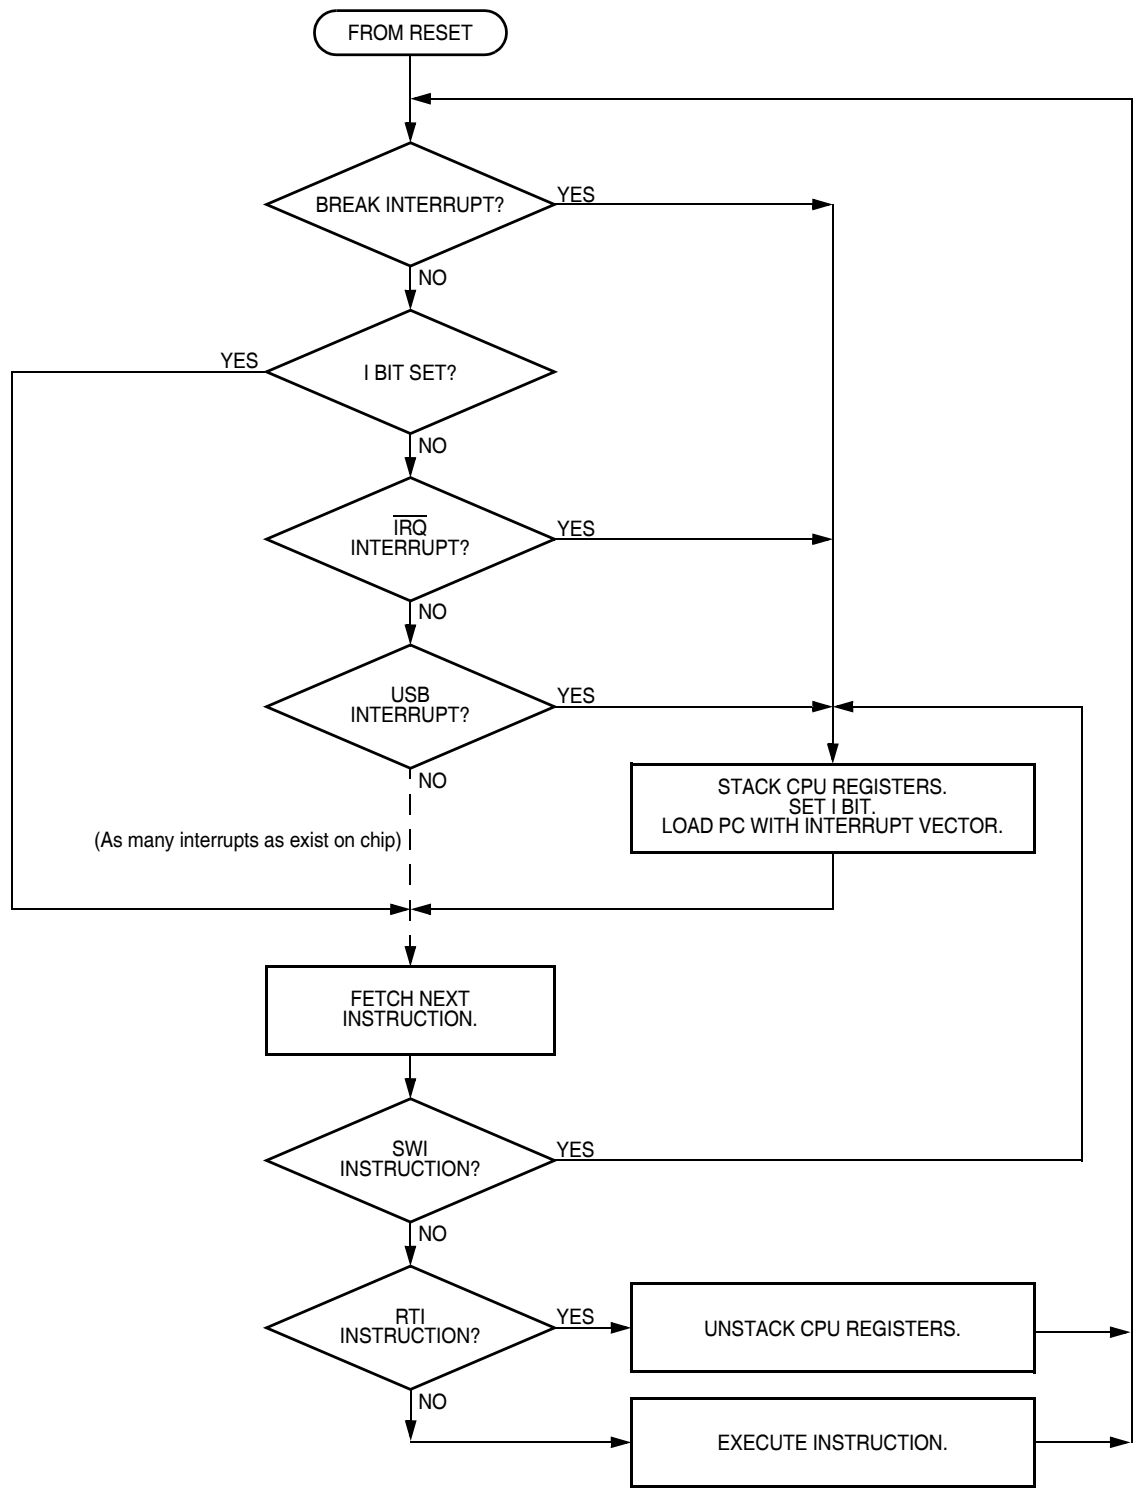 FROM RESET
BREAK INTERRUPT?
YES
NO
I BIT SET?
YES
NO
IRQ
INTERRUPT?
YES
NO
USB
INTERRUPT?
YES
NO
STACK CPU REGISTERS.
SET I BIT.
LOAD PC WITH INTERRUPT VECTOR.
(As many interrupts as exist on chip)
FETCH NEXT
INSTRUCTION.
SWI
INSTRUCTION?
YES
NO
RTI
INSTRUCTION?
YES
UNSTACK CPU REGISTERS.
NO
EXECUTE INSTRUCTION.